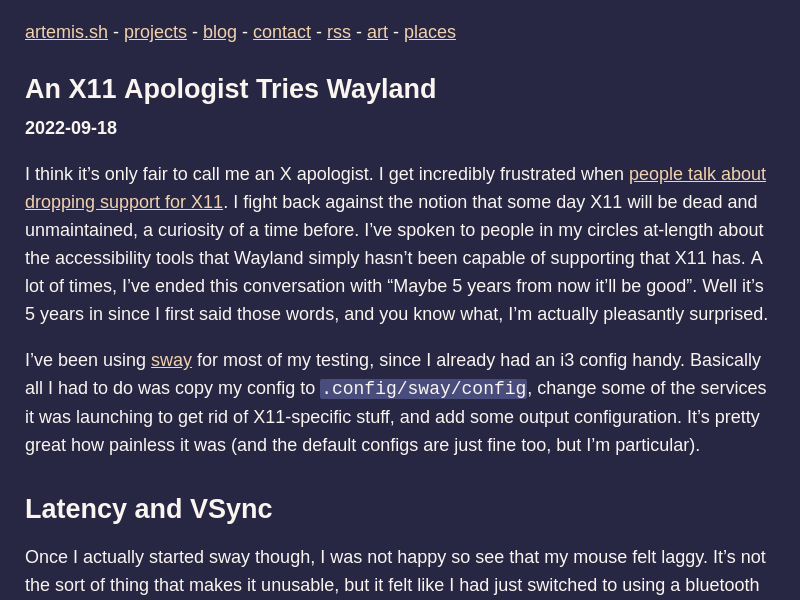 artemis.sh - projects - blog - contact - rss - art - places
An X11 Apologist Tries Wayland
2022-09-18
I think it’s only fair to call me an X apologist. I get incredibly frustrated when people talk about
dropping support for X11. I fight back against the notion that some day X11 will be dead and
unmaintained, a curiosity of a time before. I’ve spoken to people in my circles at-length about
the accessibility tools that Wayland simply hasn’t been capable of supporting that X11 has. A
lot of times, I’ve ended this conversation with “Maybe 5 years from now it’ll be good”. Well it’s
5 years in since I first said those words, and you know what, I’m actually pleasantly surprised.
I’ve been using sway for most of my testing, since I already had an i3 config handy. Basically
all I had to do was copy my config to .config/sway/config, change some of the services
it was launching to get rid of X11-specific stuff, and add some output configuration. It’s pretty
great how painless it was (and the default configs are just fine too, but I’m particular).
Latency and VSync
Once I actually started sway though, I was not happy so see that my mouse felt laggy. It’s not
the sort of thing that makes it unusable, but it felt like I had just switched to using a bluetooth